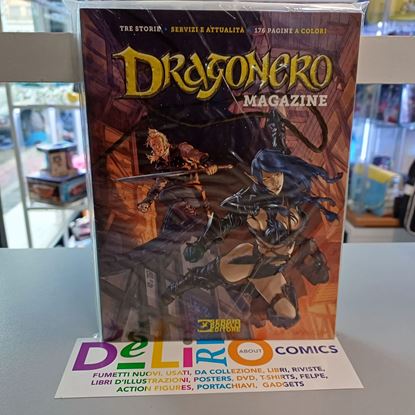 TRE STORIE • SERVIZI E ATTUALITÀ • 176 PAGINE A COLORI
DRAGONERO
MAGAZINE
SERGIO
BONELLI
EDITORE
DeLiRIO ABOUT COMICS
FUMETTI NUOVI, USATI, DA COLLEZIONE, LIBRI, RIVISTE,
LIBRI D'ILLUSTRAZIONI, POSTERS, DVD, T-SHIRTS, FELPE,
ACTION FIGURES, PORTACHIAVI, GADGETS